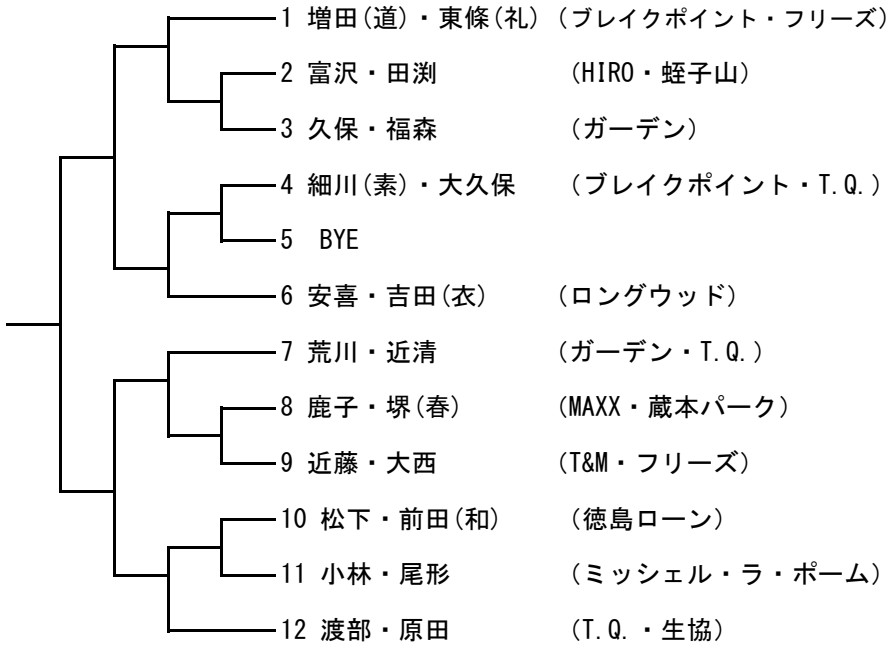 1 増田(道)・東條(礼) (ブレイクポイント・フリーズ)
2 富沢・田渕 (HIRO・蛭子山)
3 久保・福森 (ガーデン)
4 細川(素)・大久保 (ブレイクポイント・T.Q.)
5 BYE
6 安喜・吉田(衣) (ロングウッド)
7 荒川・近清 (ガーデン・T.Q.)
8 鹿子・堺(春) (MAXX・蔵本パーク)
9 近藤・大西 (T&M・フリーズ)
10 松下・前田(和) (徳島ローン)
11 小林・尾形 (ミッシェル・ラ・ポーム)
12 渡部・原田 (T.Q.・生協)